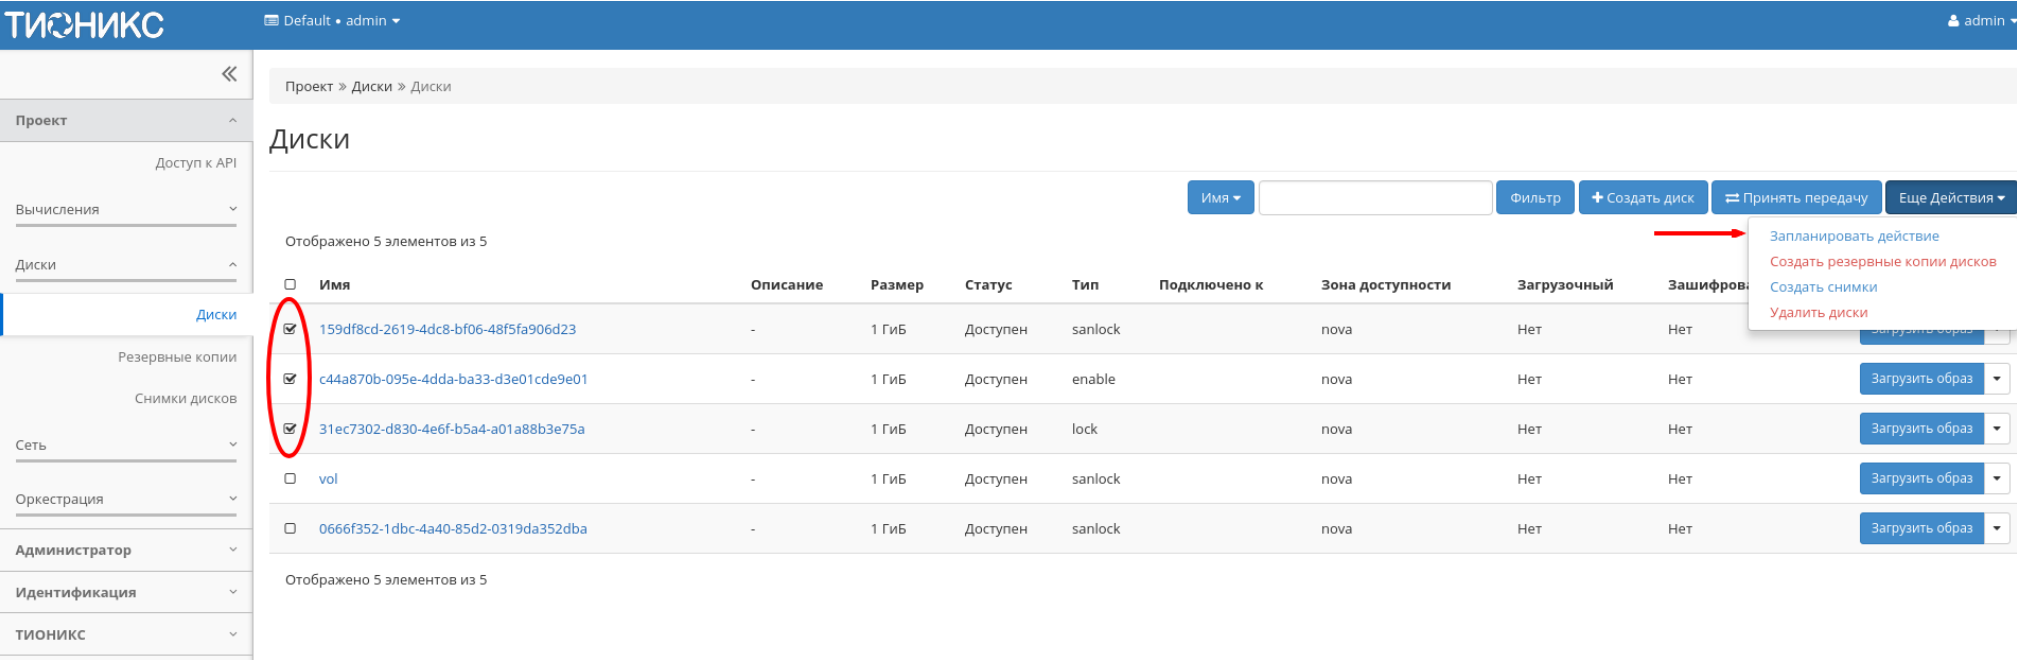 ТИОНИКС
Default • admin
admin
Проект » Диски » Диски
Проект
Доступ к API
Вычисления
Диски
Диски
Резервные копии
Снимки дисков
Сеть
Оркестрация
Администратор
Идентификация
ТИОНИКС
Диски
Имя Фильтр Создать диск Принять передачу Еще Действия
Запланировать действие
Создать резервные копии дисков
Создать снимки
Удалить диски
Отображено 5 элементов из 5
Имя Описание Размер Статус Тип Подключено к Зона доступности Загрузочный
159df8cd-2619-4dc8-bf06-48f5fa906d23 - 1 ГиБ Доступен sanlock nova Нет Нет Загрузить образ
c44a870b-095e-4dda-ba33-d3e01cde9e01 - 1 ГиБ Доступен enable nova Нет Нет Загрузить образ
31ec7302-d830-4e6f-b5a4-a01a88b3e75a - 1 ГиБ Доступен lock nova Нет Нет Загрузить образ
vol - 1 ГиБ Доступен sanlock nova Нет Нет Загрузить образ
0666f352-1dbc-4a40-85d2-0319da352dba - 1 ГиБ Доступен sanlock nova Нет Нет Загрузить образ
Отображено 5 элементов из 5